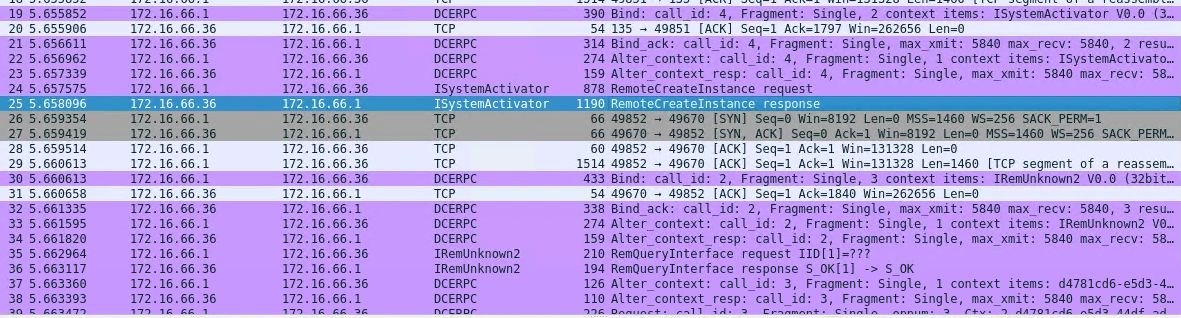 19 5.655852 172.16.66.1 172.16.66.36 DCERPC 390 Bind: call_id: 4, Fragment: Single, 2 context items: ISystemActivator V0.0 (3…
20 5.655906 172.16.66.36 172.16.66.1 TCP 54 135 → 49851 [ACK] Seq=1 Ack=1797 Win=262656 Len=0
21 5.656611 172.16.66.36 172.16.66.1 DCERPC 314 Bind_ack: call_id: 4, Fragment: Single, max_xmit: 5840 max_recv: 5840, 2 resu…
22 5.656962 172.16.66.1 172.16.66.36 DCERPC 274 Alter_context: call_id: 4, Fragment: Single, 1 context items: ISystemActivato…
23 5.657339 172.16.66.36 172.16.66.1 DCERPC 159 Alter_context_resp: call_id: 4, Fragment: Single, max_xmit: 5840 max_recv: 58…
24 5.657575 172.16.66.1 172.16.66.36 ISystemActivator 878 RemoteCreateInstance request
25 5.658096 172.16.66.36 172.16.66.1 ISystemActivator 1190 RemoteCreateInstance response
26 5.659354 172.16.66.1 172.16.66.36 TCP 66 49852 → 49670 [SYN] Seq=0 Win=8192 Len=0 MSS=1460 WS=256 SACK_PERM=1
27 5.659419 172.16.66.36 172.16.66.1 TCP 66 49670 → 49852 [SYN, ACK] Seq=0 Ack=1 Win=8192 Len=0 MSS=1460 WS=256 SACK_PERM…
28 5.659514 172.16.66.1 172.16.66.36 TCP 60 49852 → 49670 [ACK] Seq=1 Ack=1 Win=131328 Len=0
29 5.660613 172.16.66.1 172.16.66.36 TCP 1514 49852 → 49670 [ACK] Seq=1 Ack=1 Win=131328 Len=1460 [TCP segment of a reassem…
30 5.660613 172.16.66.1 172.16.66.36 DCERPC 433 Bind: call_id: 2, Fragment: Single, 3 context items: IRemUnknown2 V0.0 (32bit…
31 5.660658 172.16.66.36 172.16.66.1 TCP 54 49670 → 49852 [ACK] Seq=1 Ack=1840 Win=262656 Len=0
32 5.661335 172.16.66.36 172.16.66.1 DCERPC 338 Bind_ack: call_id: 2, Fragment: Single, max_xmit: 5840 max_recv: 5840, 3 resu…
33 5.661595 172.16.66.1 172.16.66.36 DCERPC 274 Alter_context: call_id: 2, Fragment: Single, 1 context items: IRemUnknown2 V0…
34 5.661820 172.16.66.36 172.16.66.1 DCERPC 159 Alter_context_resp: call_id: 2, Fragment: Single, max_xmit: 5840 max_recv: 58…
35 5.662964 172.16.66.1 172.16.66.36 IRemUnknown2 210 RemQueryInterface request IID[1]=???
36 5.663117 172.16.66.36 172.16.66.1 IRemUnknown2 194 RemQueryInterface response S_OK[1] -> S_OK
37 5.663360 172.16.66.1 172.16.66.36 DCERPC 126 Alter_context: call_id: 3, Fragment: Single, 1 context items: d4781cd6-e5d3-4…
38 5.663393 172.16.66.36 172.16.66.1 DCERPC 110 Alter_context_resp: call_id: 3, Fragment: Single, max_xmit: 5840 max_recv: 58…